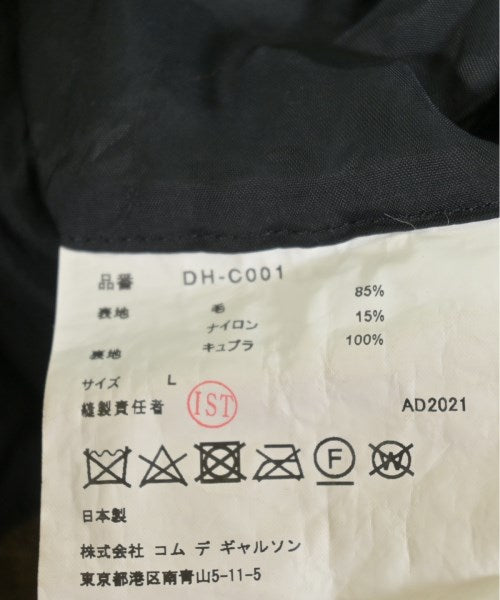 品番 DH-C001
表地 毛 85%
ナイロン 15%
裏地 キュプラ 100%
サイズ L
縫製責任者 IST AD2021
F W
日本製
株式会社 コム デ ギャルソン
東京都港区南青山5-11-5